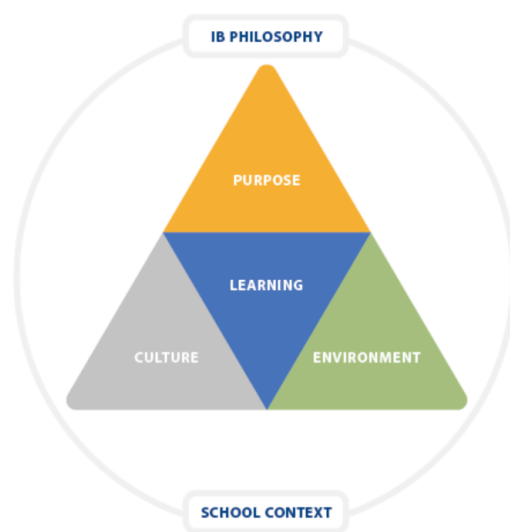 IB PHILOSOPHY
PURPOSE
LEARNING
CULTURE
ENVIRONMENT
SCHOOL CONTEXT